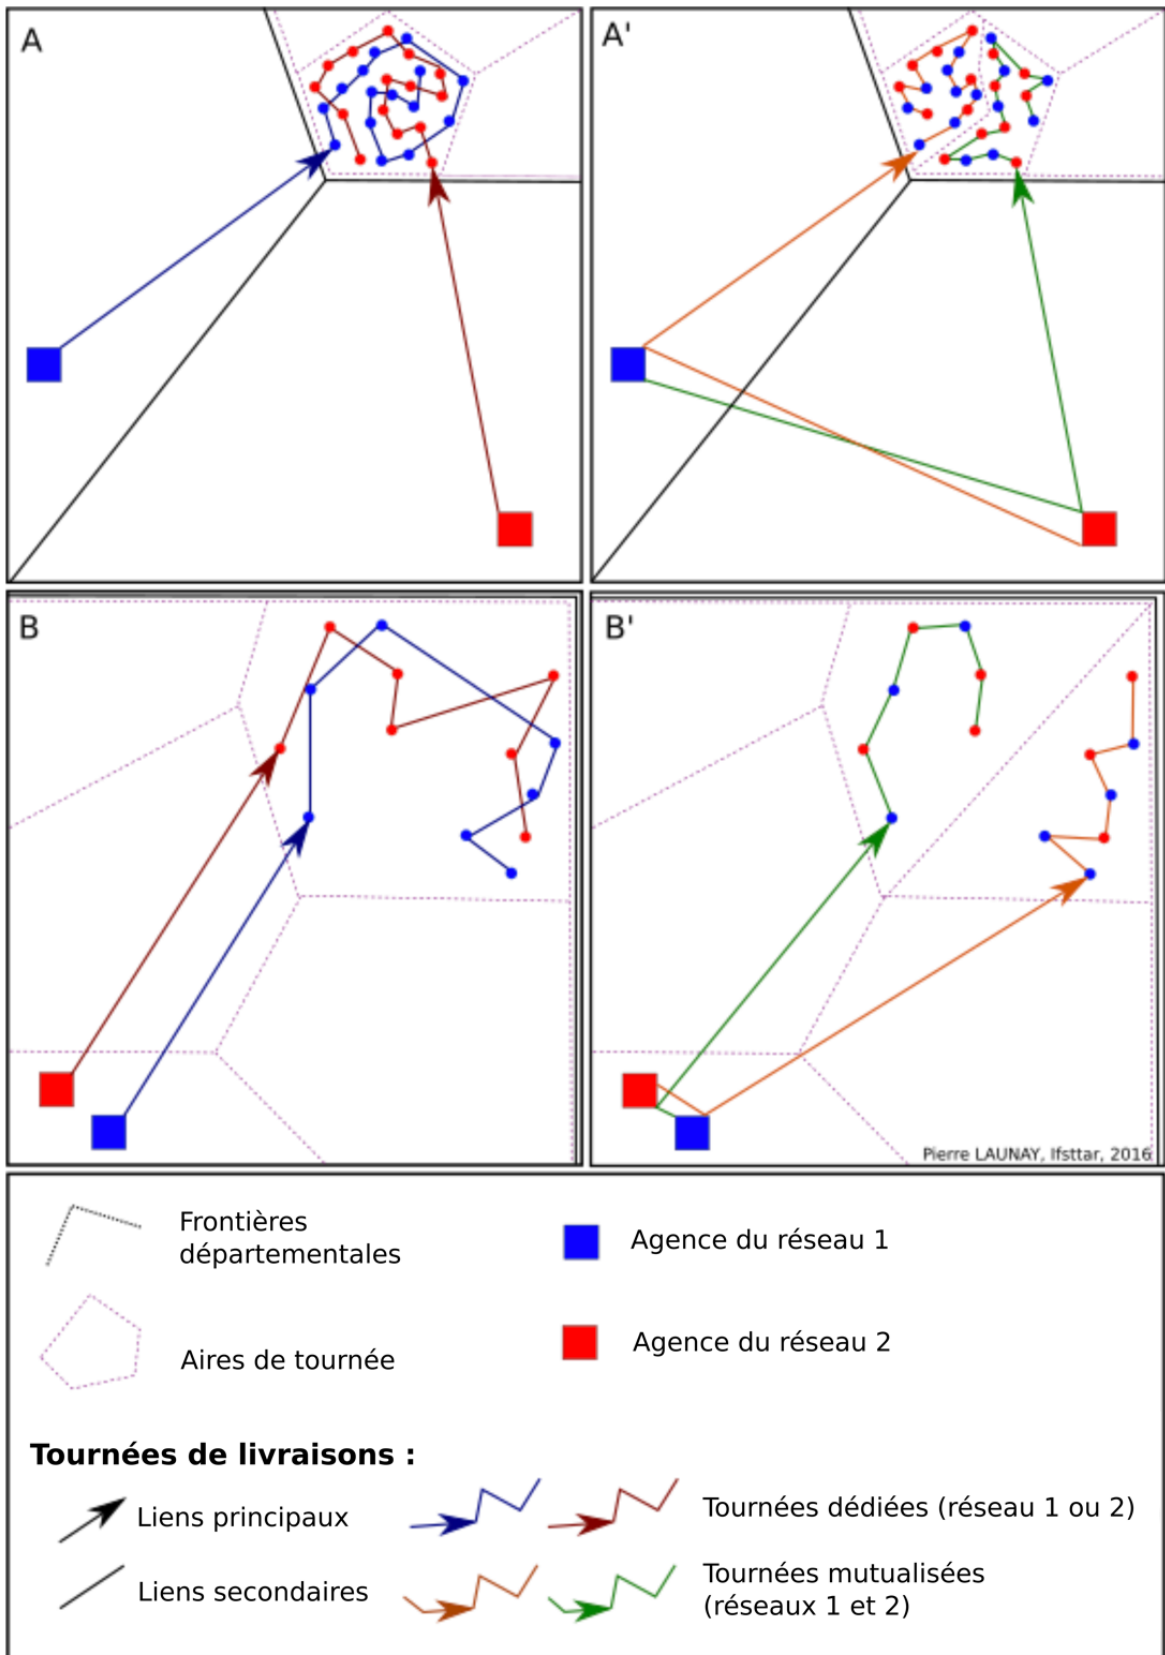 A
A'
B
B'
Pierre LAUNAY, Ifsttar, 2016
Frontières
départementales
Agence du réseau 1
Aires de tournée
Agence du réseau 2
Tournées de livraisons :
Liens principaux
Tournées dédiées (réseau 1 ou 2)
Liens secondaires
Tournées mutualisées
(réseaux 1 et 2)